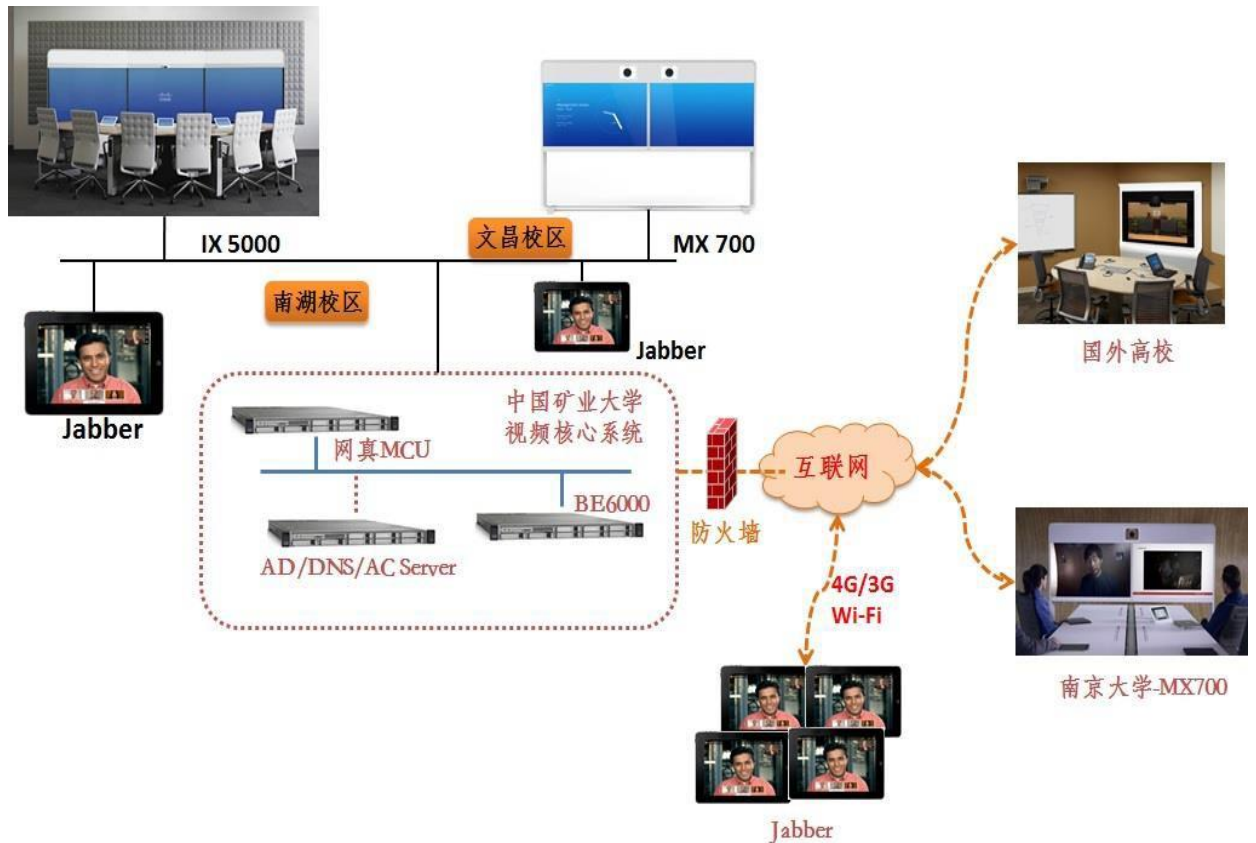 IX 5000
文昌校区
MX 700
南湖校区
Jabber
Jabber
国外高校
中国矿业大学
视频核心系统
网真MCU
BE6000
AD/DNS/AC Server
防火墙
互联网
4G/3G
Wi-Fi
南京大学-MX700
Jabber